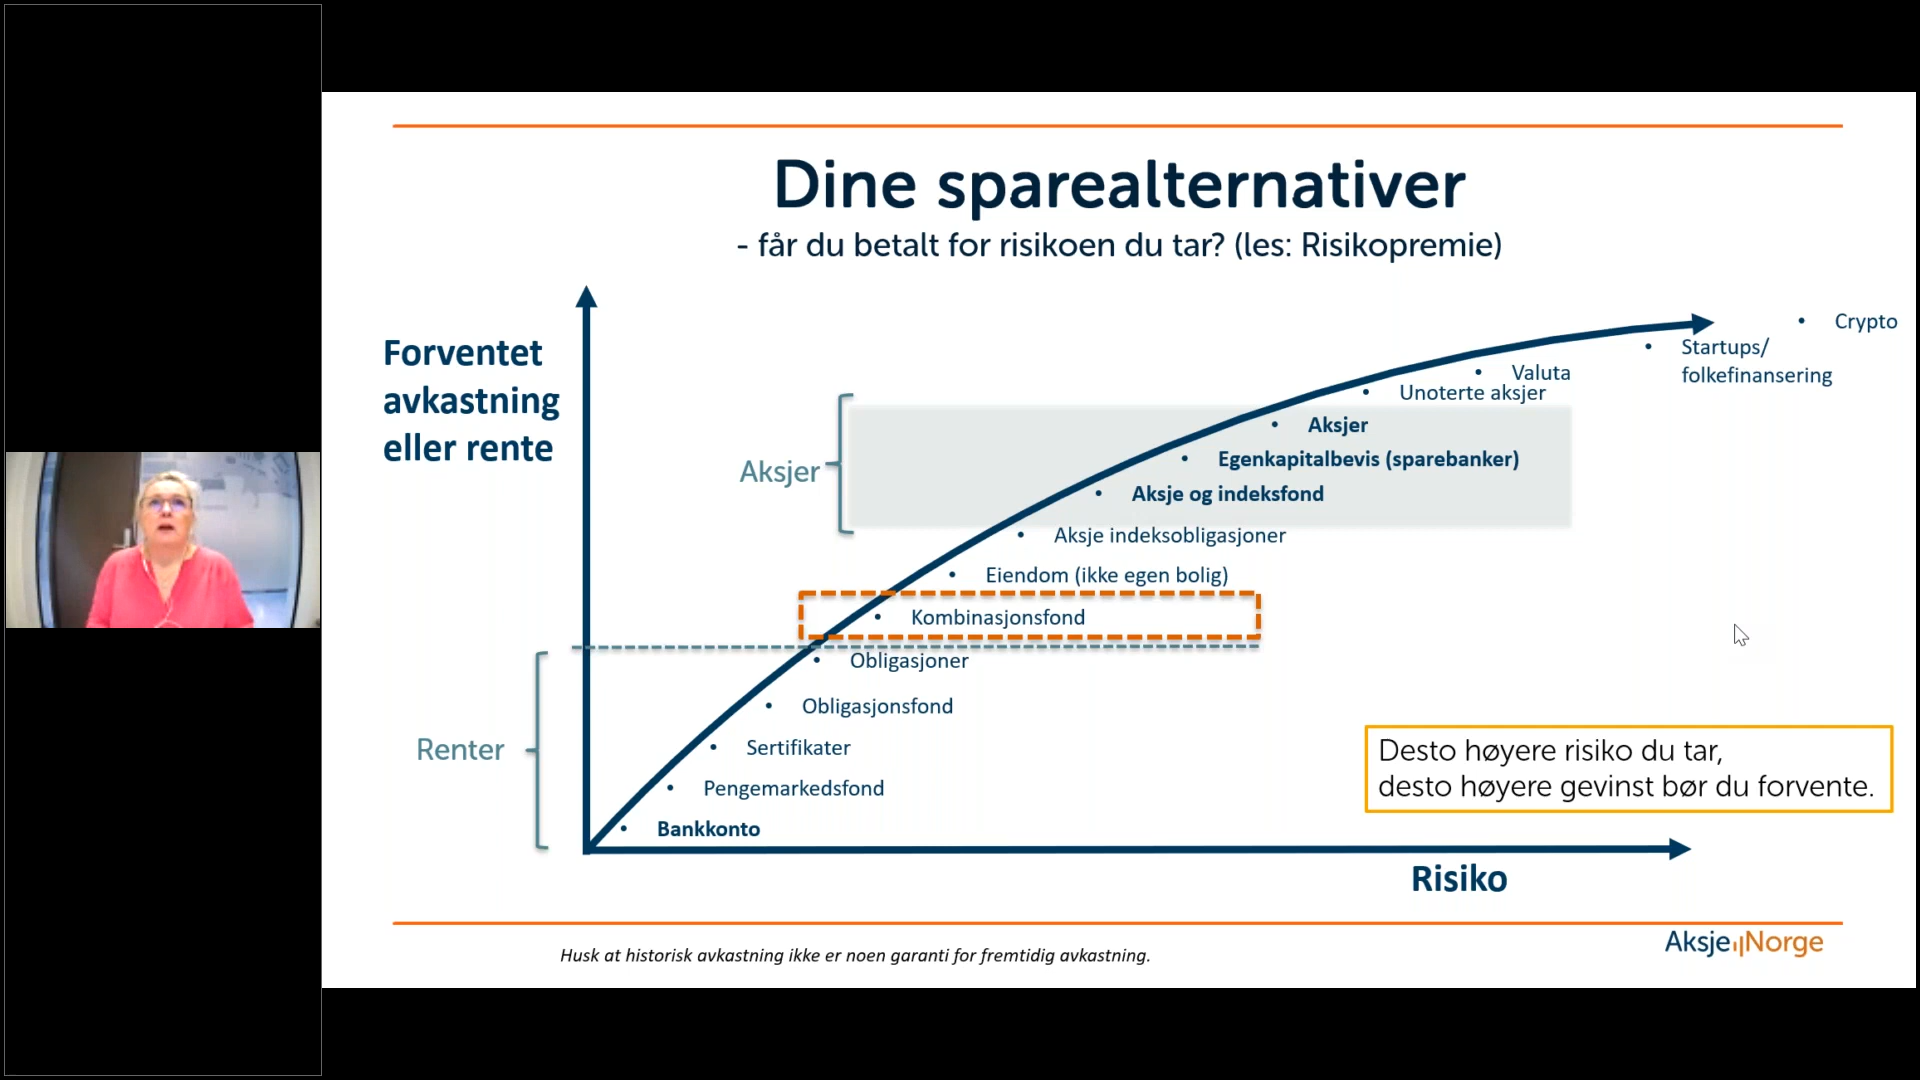 Dine sparealternativer
- får du betalt for risikoen du tar? (les: Risikopremie)
Forventet
avkastning
eller rente
Crypto
Startups/
folkefinansering
Valuta
Unoterte aksjer
Aksjer
Aksjer
Egenkapitalbevis (sparebanker)
Aksje og indeksfond
Aksje indeksobligasjoner
Eiendom (ikke egen bolig)
Kombinasjonsfond
Obligasjoner
Obligasjonsfond
Renter
Sertifikater
Pengemarkedsfond
Bankkonto
Desto høyere risiko du tar,
desto høyere gevinst bør du forvente.
Risiko
Husk at historisk avkastning ikke er noen garanti for fremtidig avkastning.
AksjeNorge